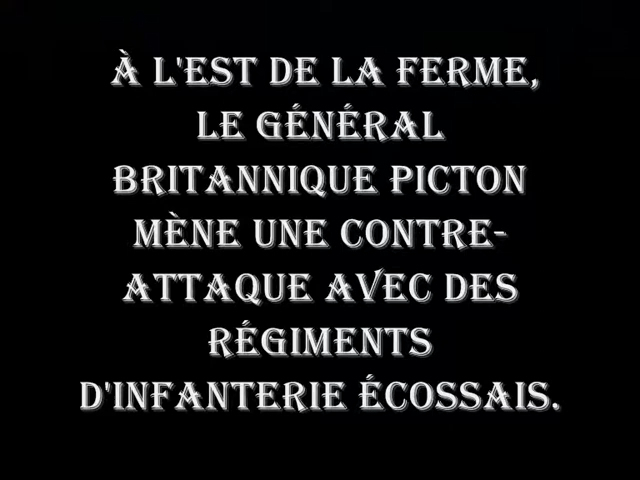 À L'EST DE LA FERME,
LE GÉNÉRAL
BRITANNIQUE PICTON
MÈNE UNE CONTRE-
ATTAQUE AVEC DES
RÉGIMENTS
D'INFANTERIE ÉCOSSAIS.